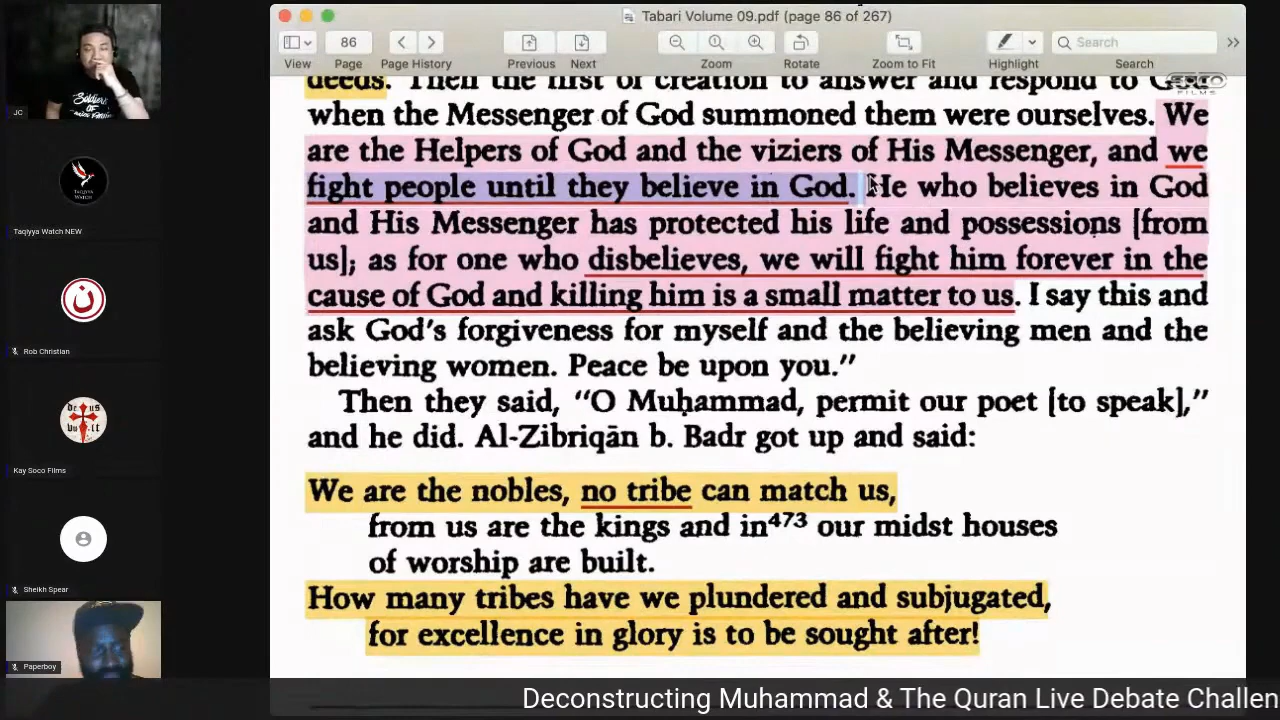 Tabari Volume 09.pdf (page 86 of 267)
86
View
Page
Page History
Previous
Next
Zoom
Rotate
Zoom to Fit
Highlight
Search
Search
deeds. Then the first of creation to answer and respond to
SOCO
FILMS
when the Messenger of God summoned them were ourselves. We
are the Helpers of God and the viziers of His Messenger, and we
fight people until they believe in God. He who believes in God
and His Messenger has protected his life and possessions [from
us]; as for one who disbelieves, we will fight him forever in the
cause of God and killing him is a small matter to us. I say this and
ask God's forgiveness for myself and the believing men and the
believing women. Peace be upon you."
Then they said, "O Muḥammad, permit our poet [to speak],"
and he did. Al-Zibriqān b. Badr got up and said:
We are the nobles, no tribe can match us,
from us are the kings and in473 our midst houses
of worship are built.
How many tribes have we plundered and subjugated,
for excellence in glory is to be sought after!
JC
Soldiers
OF
TAQIYYA
WATCH
Taqiyya Watch NEW
ن
Rob Christian
de us
vu lt
Kay Soco Films
Sheikh Spear
Paperboy
Deconstructing Muhammad & The Quran Live Debate Challen